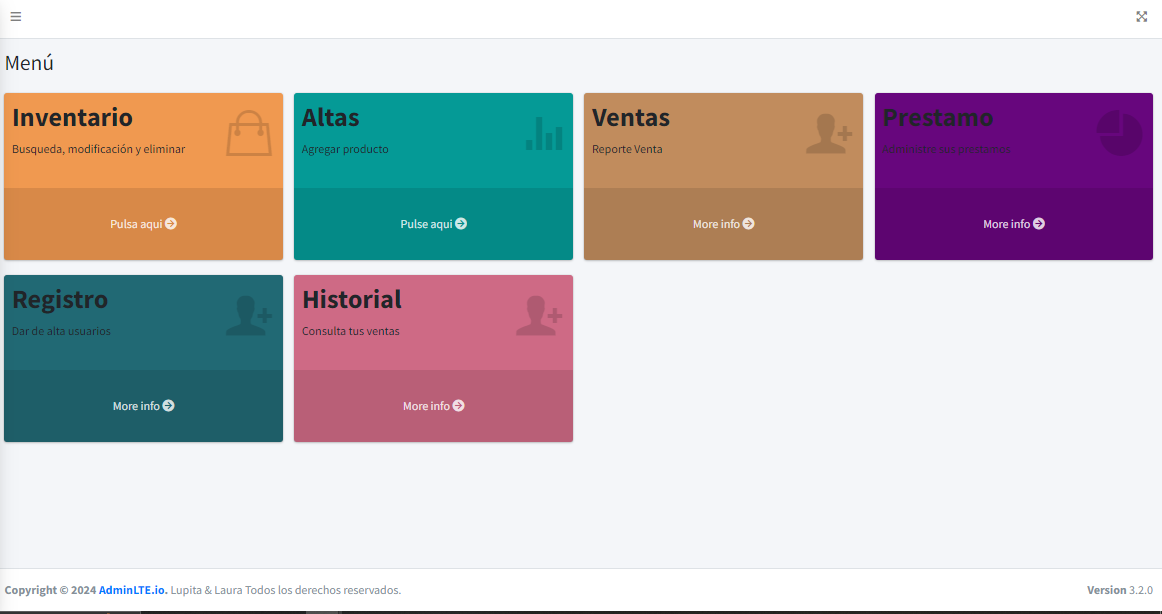 Menú
Inventario
Busqueda, modificación y eliminar
Pulsa aqui
Altas
Agregar producto
Pulse aqui
Ventas
Reporte Venta
More info
Prestamo
Administre sus prestamos
More info
Registro
Dar de alta usuarios
More info
Historial
Consulta tus ventas
More info
Copyright © 2024 AdminLTE.io. Lupita & Laura Todos los derechos reservados.
Version 3.2.0